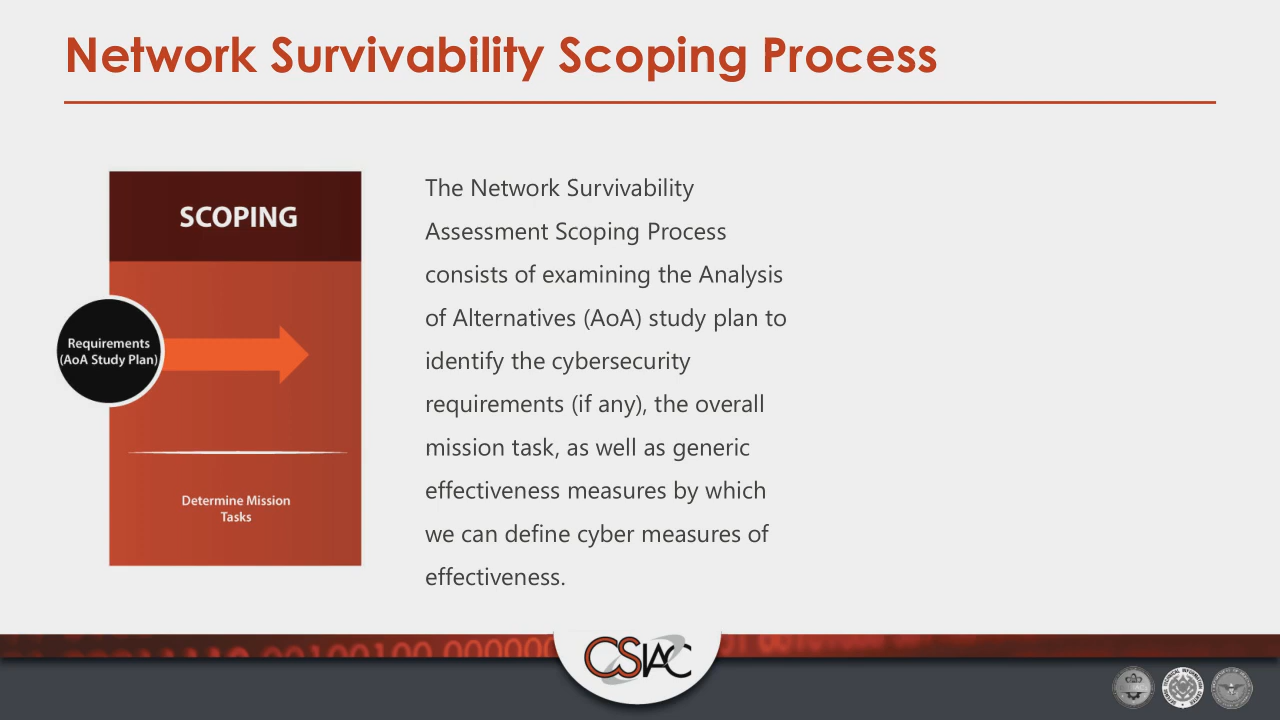 Network Survivability Scoping Process
SCOPING
Requirements
(AoA Study Plan)
Determine Mission
Tasks
The Network Survivability
Assessment Scoping Process
consists of examining the Analysis
of Alternatives (AoA) study plan to
identify the cybersecurity
requirements (if any), the overall
mission task, as well as generic
effectiveness measures by which
we can define cyber measures of
effectiveness.
CSIAC